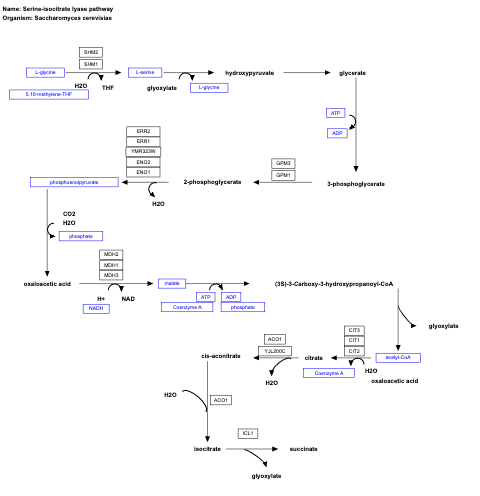 Name: Serine-isocitrate lyase pathway
Organism: Saccharomyces cerevisiae
SHM2
SHM1
L-glycine
L-serine
hydroxypyruvate
glycerate
H2O
THF
glyoxylate
L-glycine
5,10-methylene-THF
ATP
ADP
ERR2
ERR1
YMR323W
ENO2
ENO1
GPM3
GPM1
phosphoenolpyruvate
2-phosphoglycerate
3-phosphoglycerate
H2O
CO2
H2O
phosphate
MDH2
MDH1
MDH3
oxaloacetic acid
malate
(3S)-3-Carboxy-3-hydroxypropanoyl-CoA
H+
NAD
ATP
ADP
NADH
Coenzyme A
phosphate
glyoxylate
CIT3
CIT1
CIT2
ACO1
YJL200C
cis-aconitrate
citrate
acetyl-CoA
H2O
Coenzyme A
H2O
oxaloacetic acid
H2O
ACO1
ICL1
isocitrate
succinate
glyoxylate